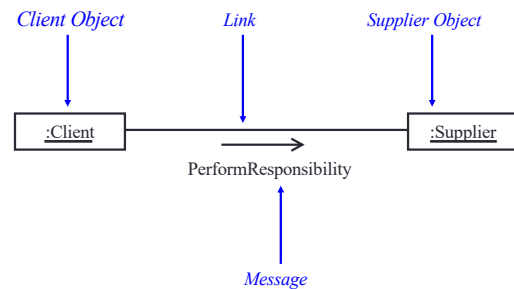 Client Object
Link
Supplier Object
:Client
:Supplier
PerformResponsibility
Message